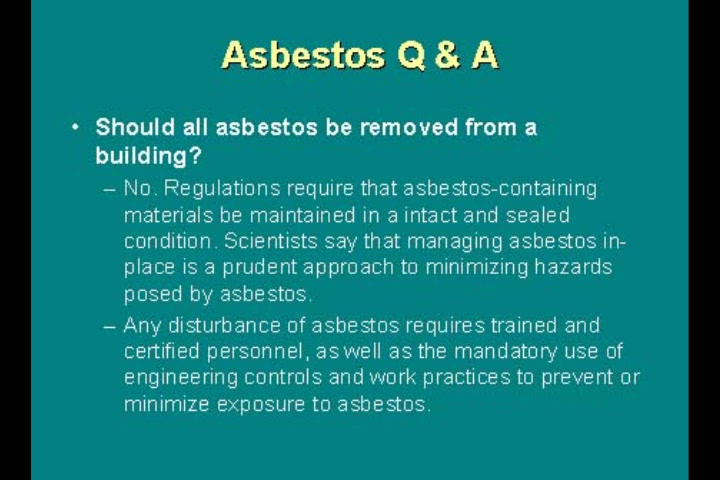 Asbestos Q & A
• Should all asbestos be removed from a
building?
– No. Regulations require that asbestos-containing
materials be maintained in a intact and sealed
condition. Scientists say that managing asbestos in-
place is a prudent approach to minimizing hazards
posed by asbestos.
– Any disturbance of asbestos requires trained and
certified personnel, as well as the mandatory use of
engineering controls and work practices to prevent or
minimize exposure to asbestos.